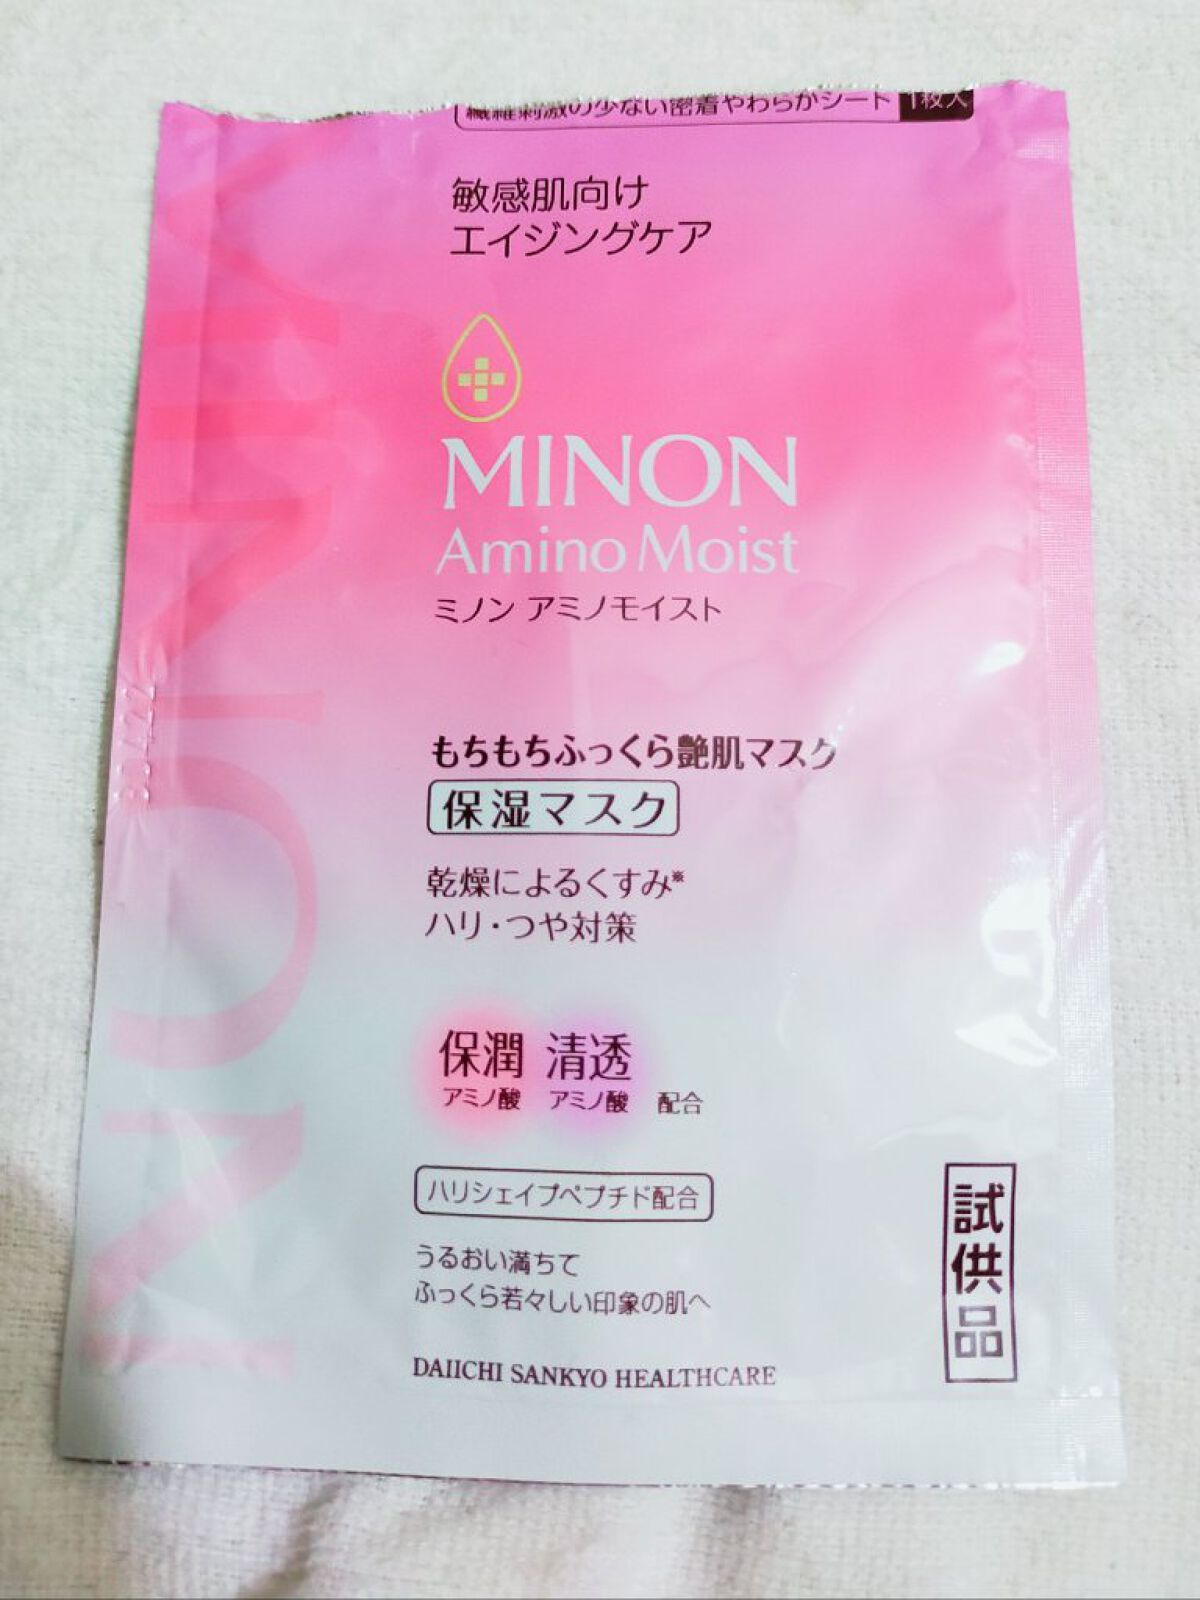 繊維刺激の少ない密着やわらかシート 1枚入
敏感肌向け
エイジングケア
MINON
Amino Moist
ミノン アミノモイスト
もちもちふっくら艶肌マスク
保湿マスク
乾燥によるくすみ※
ハリ・つや対策
保潤 清透
アミノ酸 アミノ酸 配合
ハリシェイプペプチド配合
うるおい満ちて
ふっくら若々しい印象の肌へ
DAIICHI SANKYO HEALTHCARE
試供品
MINON